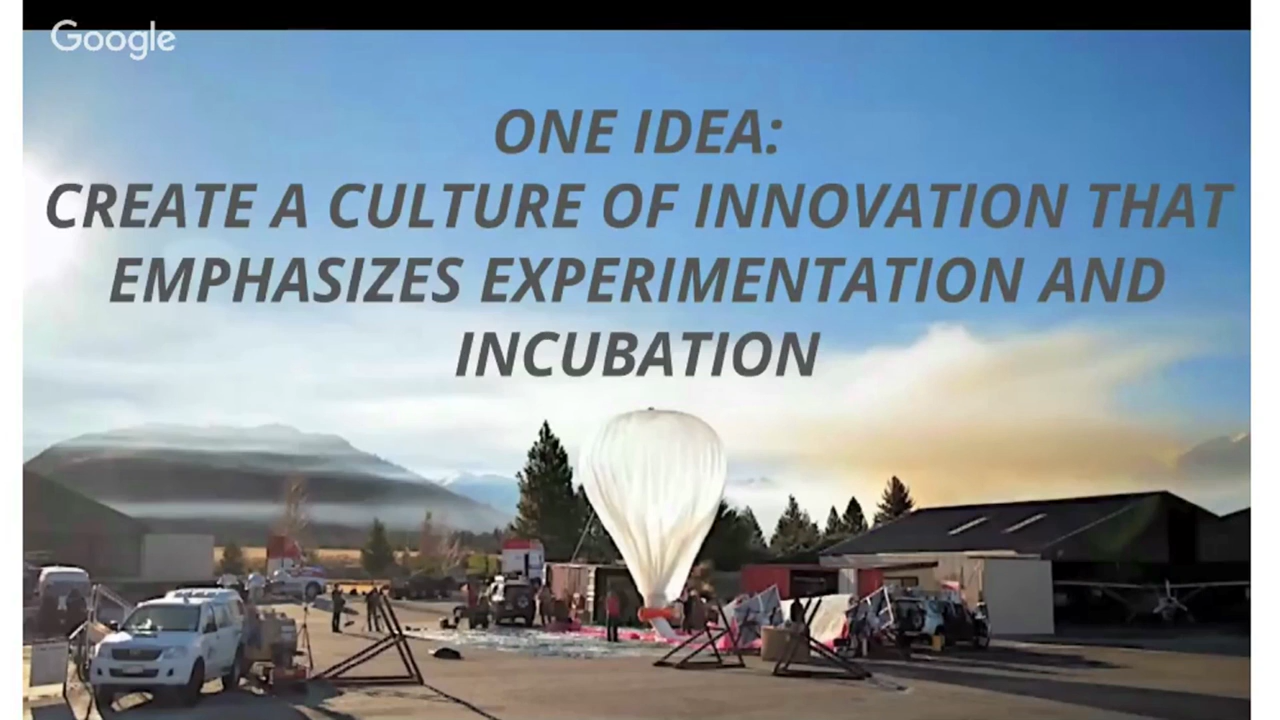 Google
ONE IDEA:
CREATE A CULTURE OF INNOVATION THAT
EMPHASIZES EXPERIMENTATION AND
INCUBATION